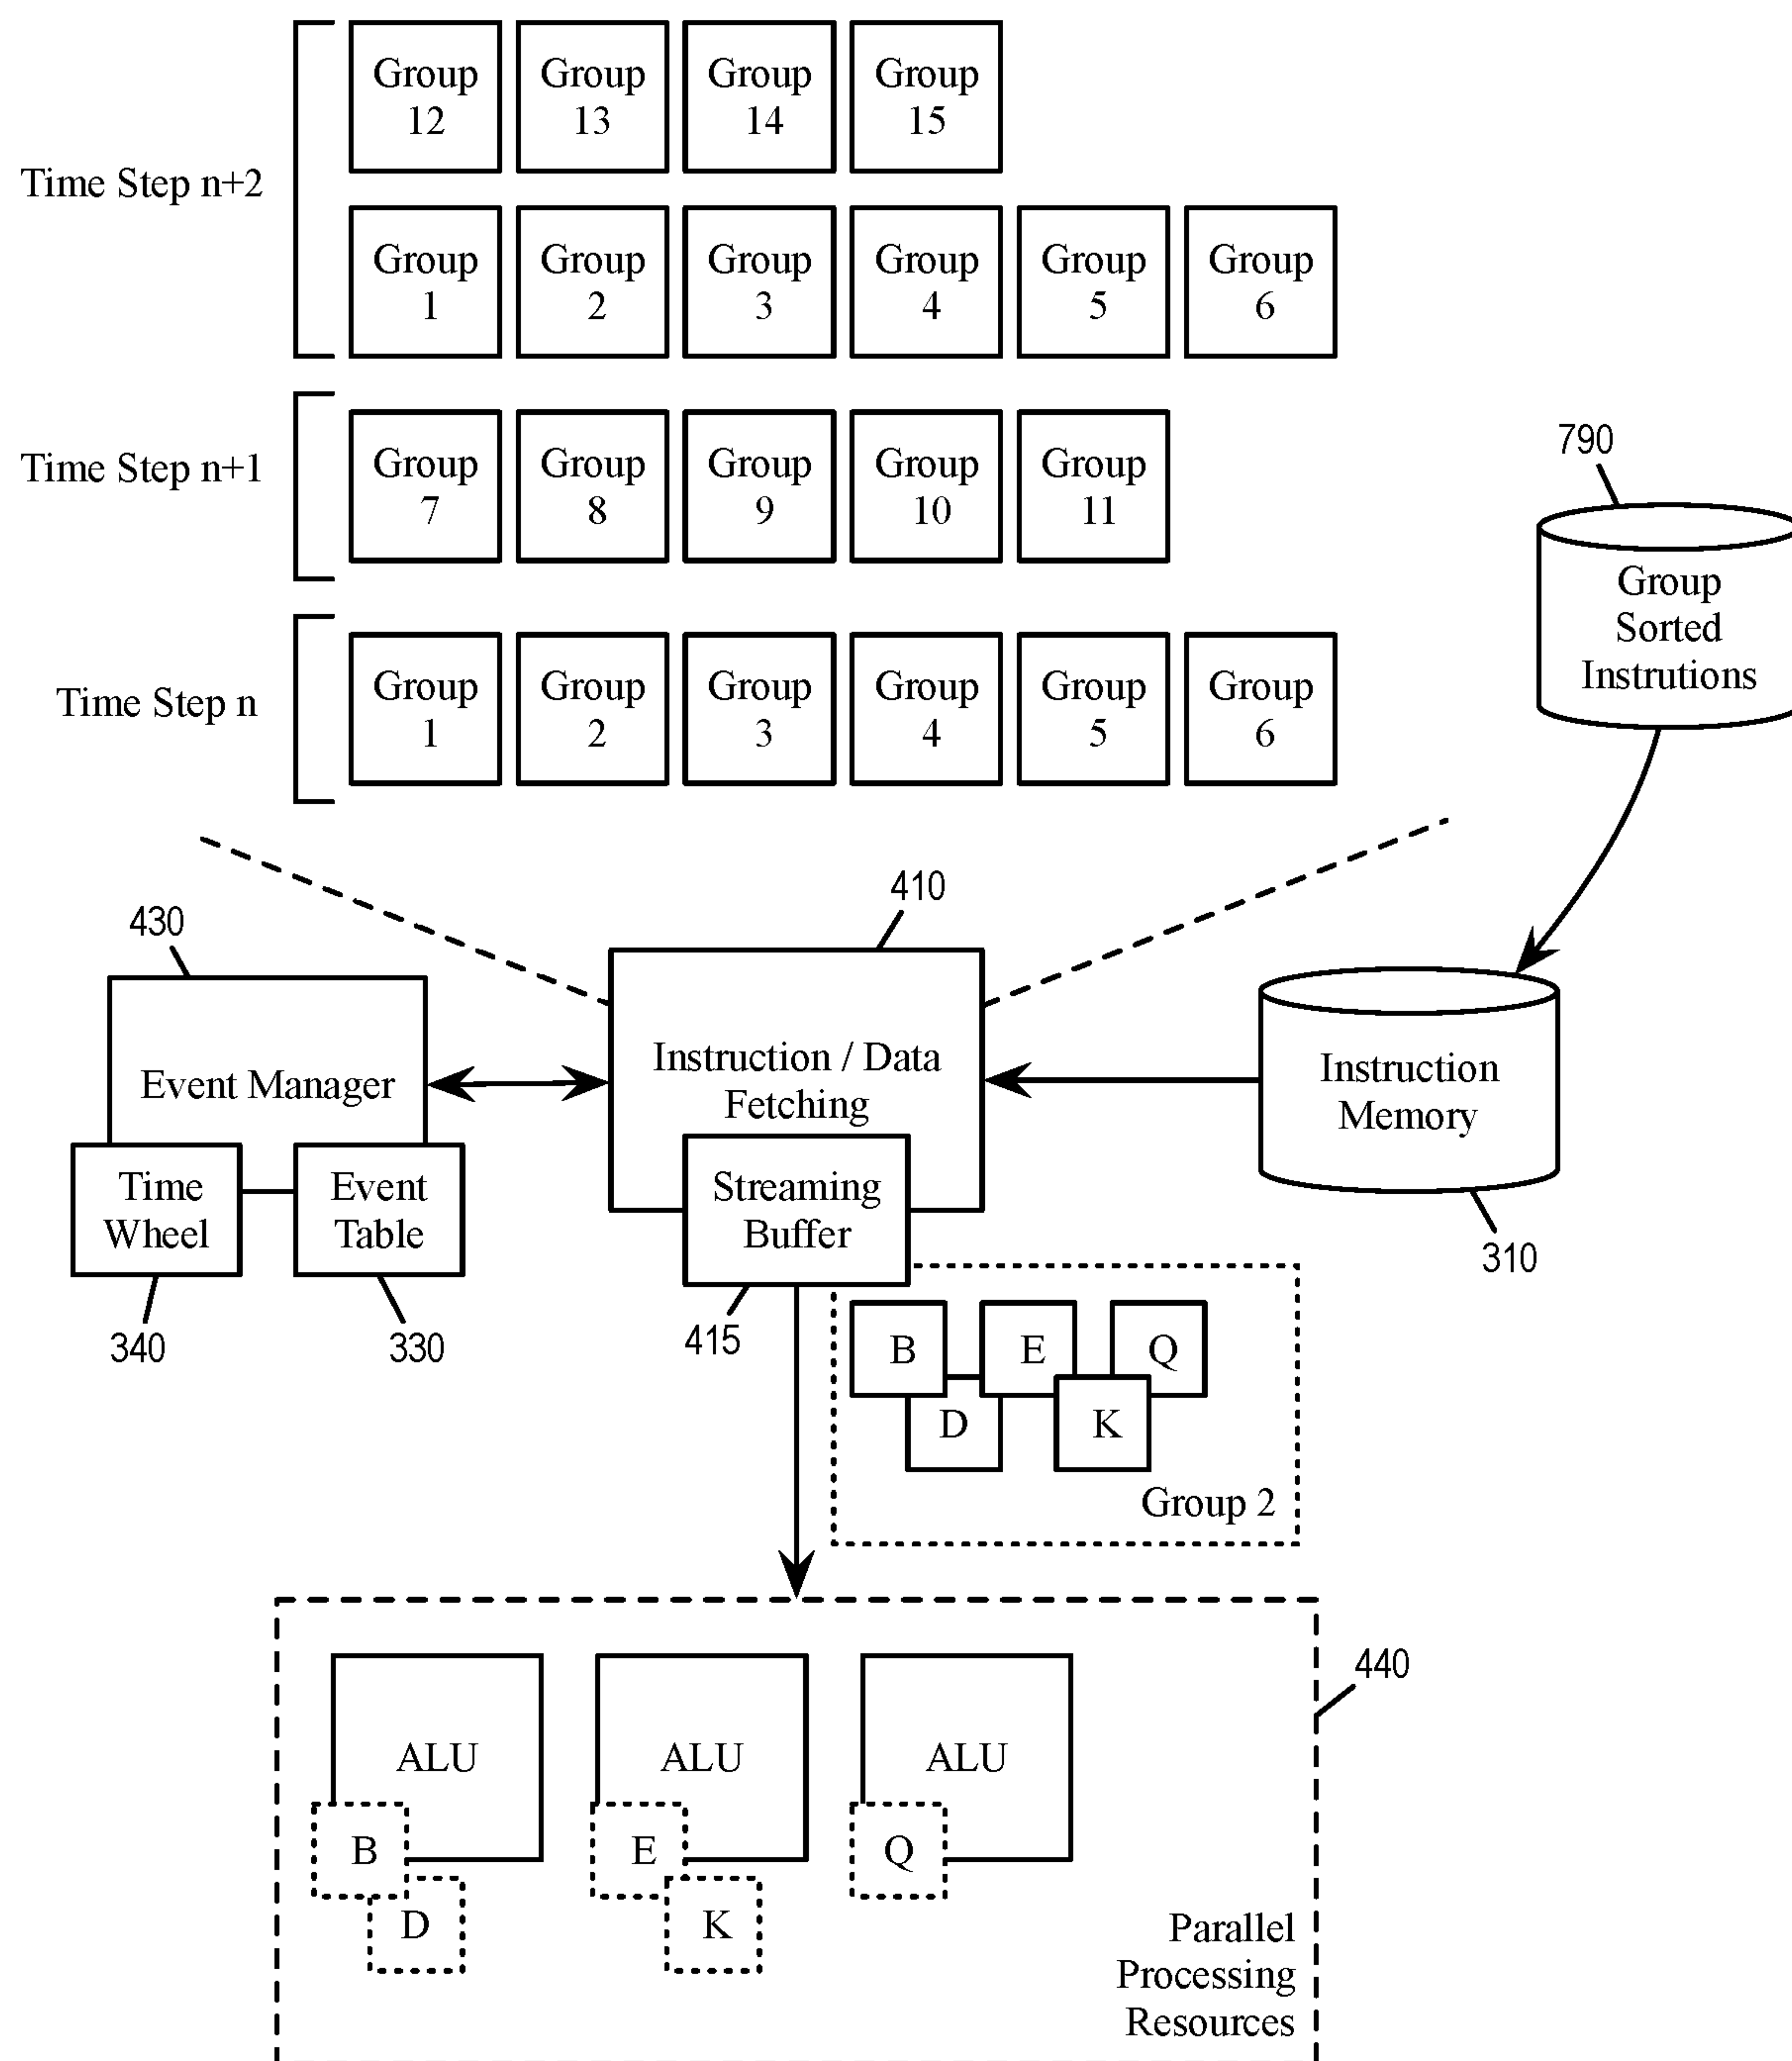 Group Group Group Group
12 13 14 15
Time Step n+2
Group Group Group Group Group Group
1 2 3 4 5 6
Time Step n+1
Group Group Group Group Group
7 8 9 10 11
790
Group
Sorted
Instrutions
Time Step n
Group Group Group Group Group Group
1 2 3 4 5 6
410
430
Event Manager
Instruction / Data
Fetching
Instruction
Memory
Time
Wheel
Event
Table
Streaming
Buffer
310
340
330
415
B
E
Q
D
K
Group 2
440
ALU
ALU
ALU
B
E
Q
D
K
Parallel
Processing
Resources